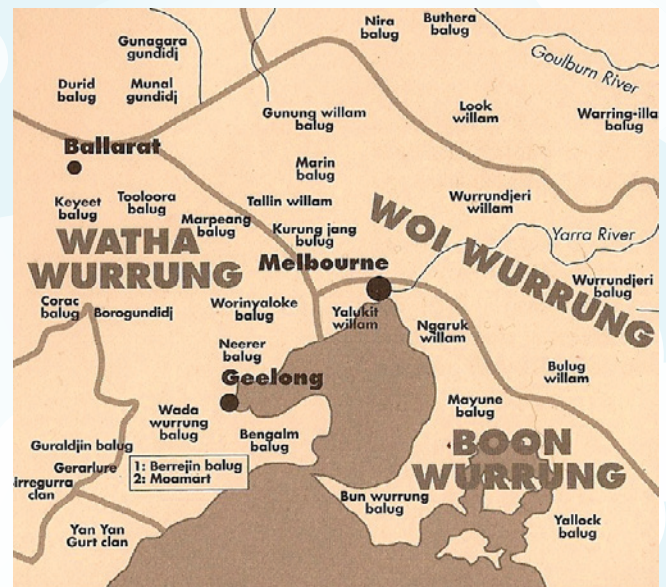 Nira
balug
Buthera
balug
Gunagara
gundidj
Goulburn River
Durid
balug
Munal
gundidj
Gunung willam
balug
Look
willam
Warring-illa
balug
Ballarat
Marin
balug
Keyeet
balug
Tooloora
balug
Tallin willam
Wurrundjeri
willam
Marpeang
balug
Kurung jang
bulug
WOI WURRUNG
Yarra River
WATHA
WURRUNG
Melbourne
Wurrundjeri
balug
Corac
balug
Borogundidj
Worinyaloke
balug
Yalukit
willam
Ngaruk
willam
Neerer
balug
Bulug
willam
Geelong
Mayune
balug
Wada
wurrung
balug
Bengalm
balug
BOON
WURRUNG
Guraldjin balug
Gerarlure
irregurra
clan
1: Berrejin balug
2: Moamart
Bun wurrung
balug
Yallock
balug
Yan Yan
Gurt clan